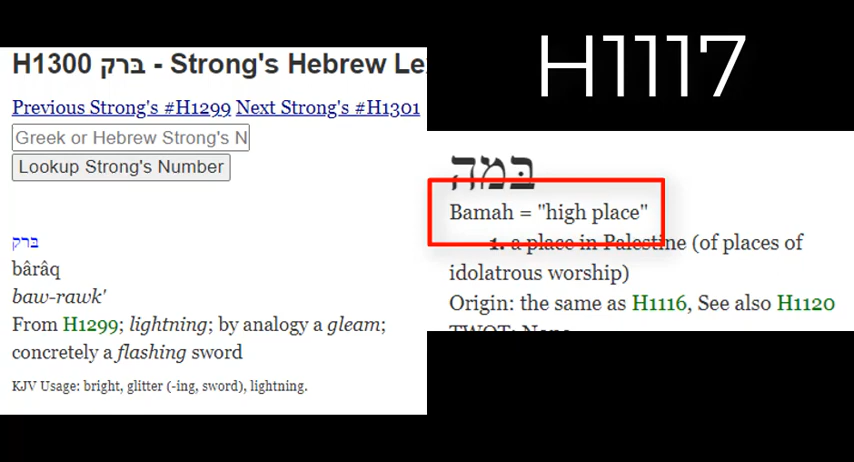 H1300 ברק - Strong's Hebrew Le
Previous Strong's #H1299 Next Strong's #H1301
Greek or Hebrew Strong's N
Lookup Strong's Number
ברק
bârâq
baw-rawk'
From H1299; lightning; by analogy a gleam;
concretely a flashing sword
KJV Usage: bright, glitter (-ing, sword), lightning.
H1117
בּמה
Bamah = "high place"
1. a place in Palestine (of places of
idolatrous worship)
Origin: the same as H1116, See also H1120
TWOT: None